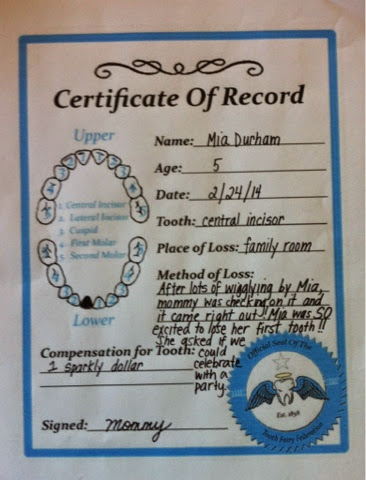 Certificate Of Record
Upper
Name: Mia Durham
Age: 5
1. Central Incisor
2. Lateral Incisor
3. Cuspid
4. First Molar
5. Second Molar
Date: 2/24/14
Tooth: central incisor
Place of Loss: family room
Method of Loss:
After lots of wigglying by Mia,
mommy was checking on it and
it came right out! Mia was SO
excited to lose her first tooth!!
She asked if we
could
celebrate
with a
party.
Lower
Compensation for Tooth:
1 sparkly dollar
Signed: Mommy
Official Seal Of The
Est. 1898
Tooth Fairy Federation